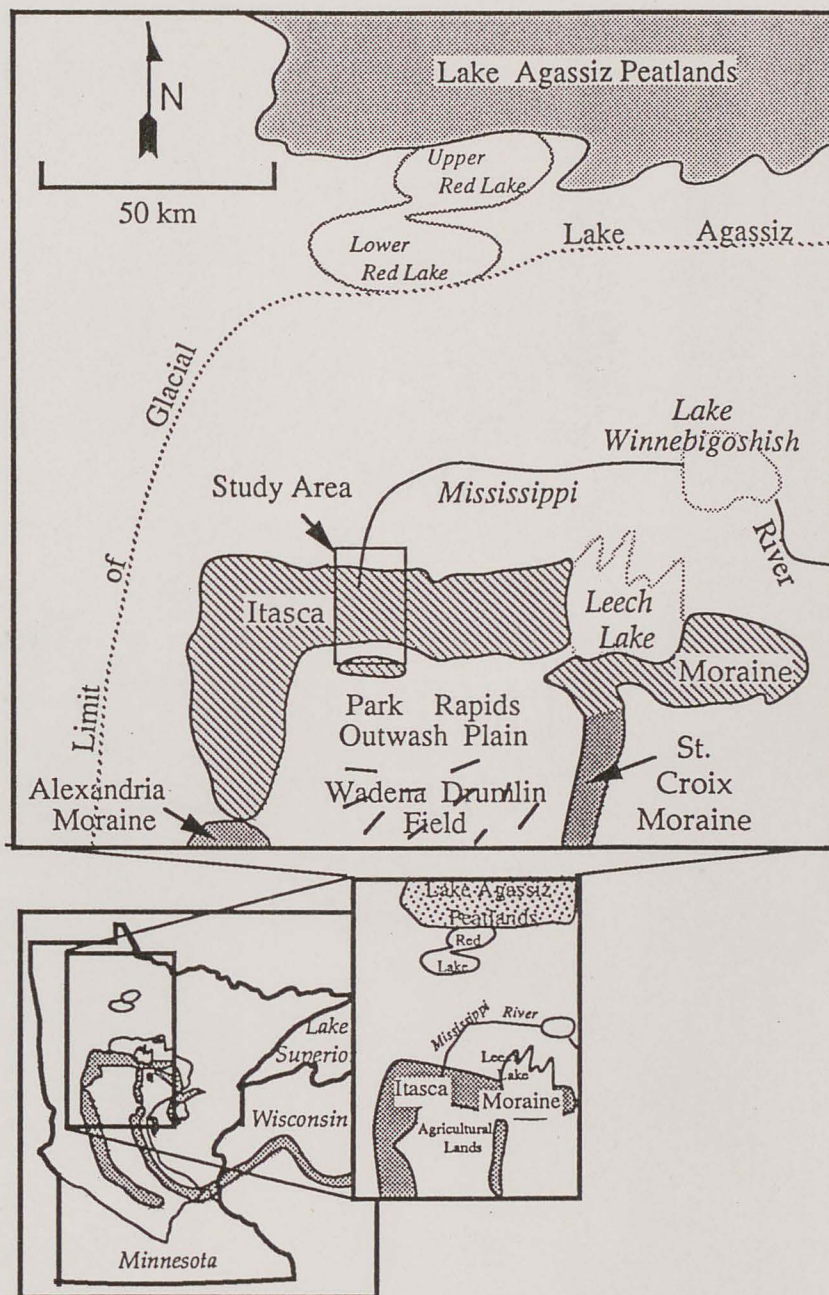 Lake Agassiz Peatlands
N
50 km
Upper
Red Lake
Lower
Red Lake
Lake Agassiz
Glacial
of
Limit
Lake
Winnebigoshish
Study Area
Mississippi
River
Itasca
Leech
Lake
Moraine
Park Rapids
Outwash Plain
Wadena Drumlin
Field
St.
Croix
Moraine
Alexandria
Moraine
Lake Agassiz
Peatlands
Red
Lake
Mississippi
River
Leech
Lake
Itasca
Moraine
Agricultural
Lands
Lake
Superior
Wisconsin
Minnesota